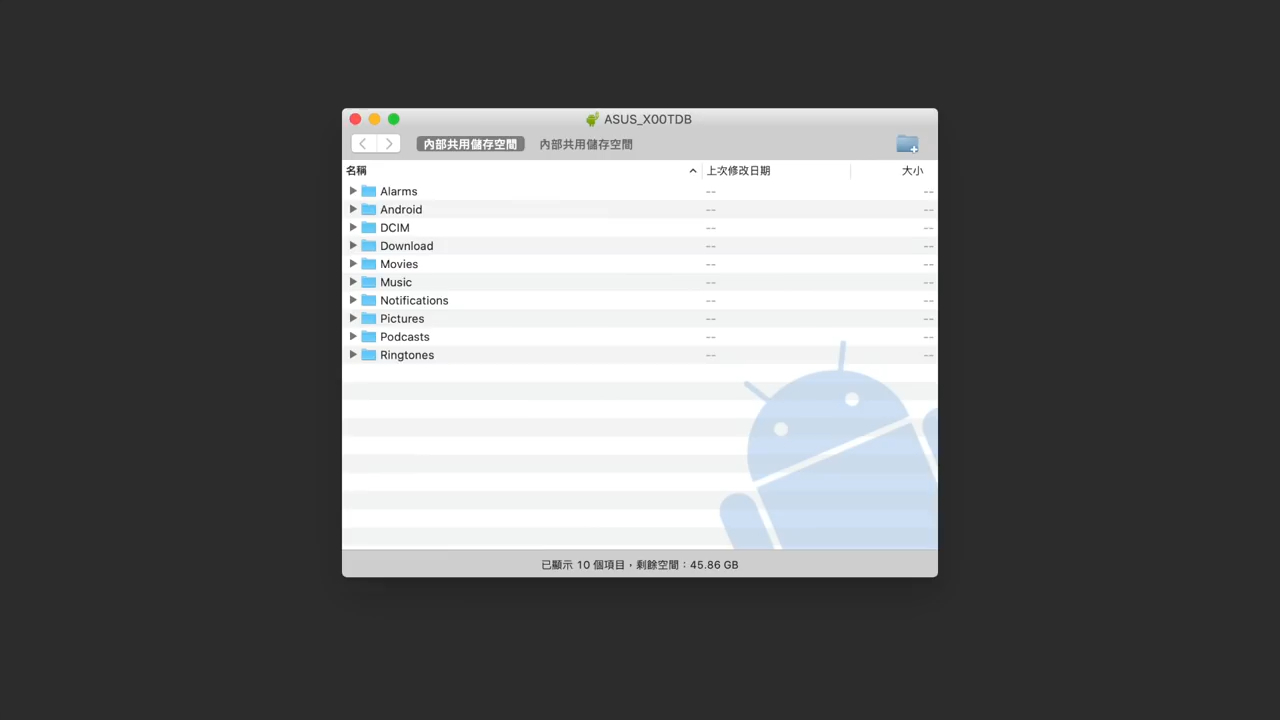 ASUS_X00TDB
內部共用儲存空間 內部共用儲存空間
名稱 上次修改日期 大小
Alarms -- --
Android -- --
DCIM -- --
Download -- --
Movies -- --
Music -- --
Notifications -- --
Pictures -- --
Podcasts -- --
Ringtones -- --
已顯示 10 個項目，剩餘空間：45.86 GB